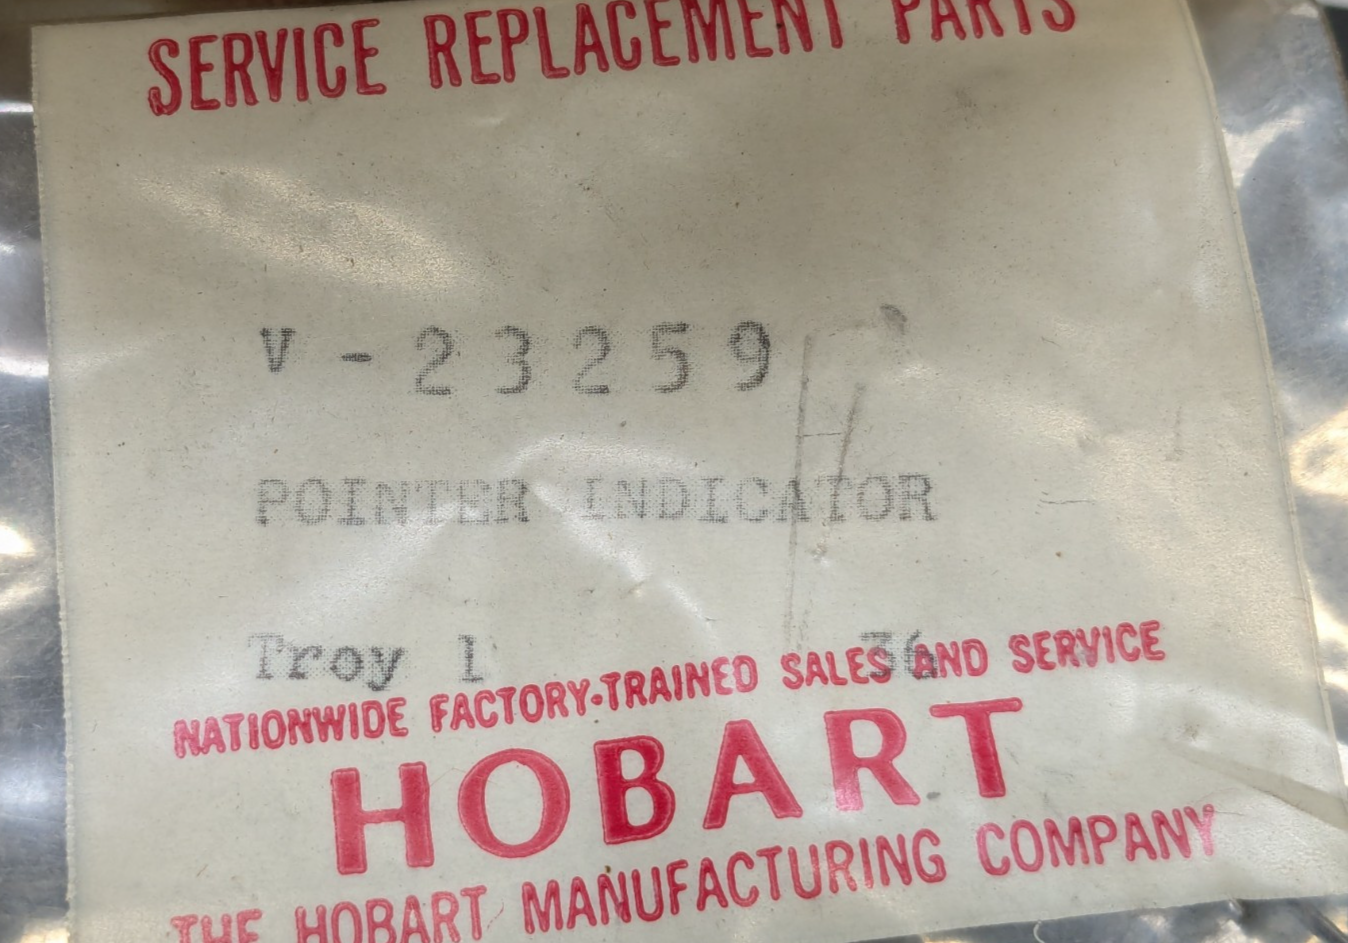 SERVICE REPLACEMENT PARTS
V-23259
POINTER INDICATOR
Troy 1 36
NATIONWIDE FACTORY-TRAINED SALES AND SERVICE
HOBART
THE HOBART MANUFACTURING COMPANY